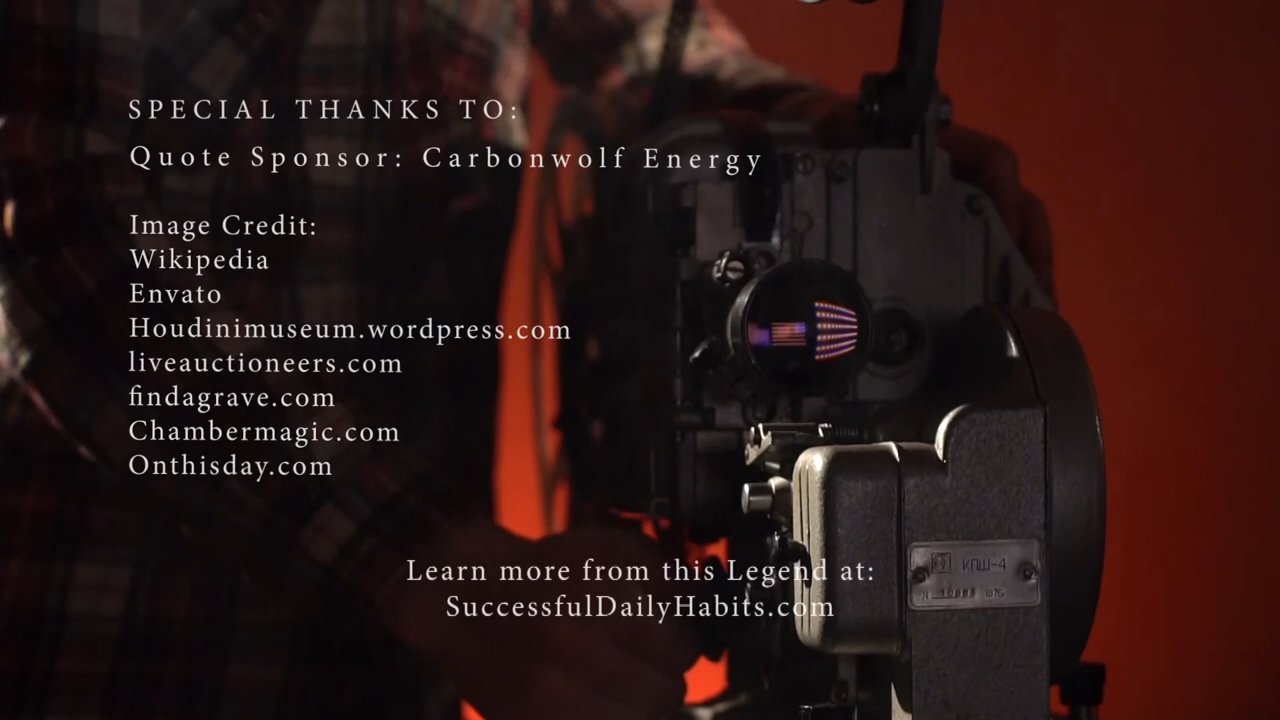 SPECIAL THANKS TO:
Quote Sponsor: Carbonwolf Energy
Image Credit:
Wikipedia
Envato
Houdinimuseum.wordpress.com
liveauctioneers.com
findagrave.com
Chambermagic.com
Onthisday.com
Learn more from this Legend at:
SuccessfulDailyHabits.com
КПШ-4